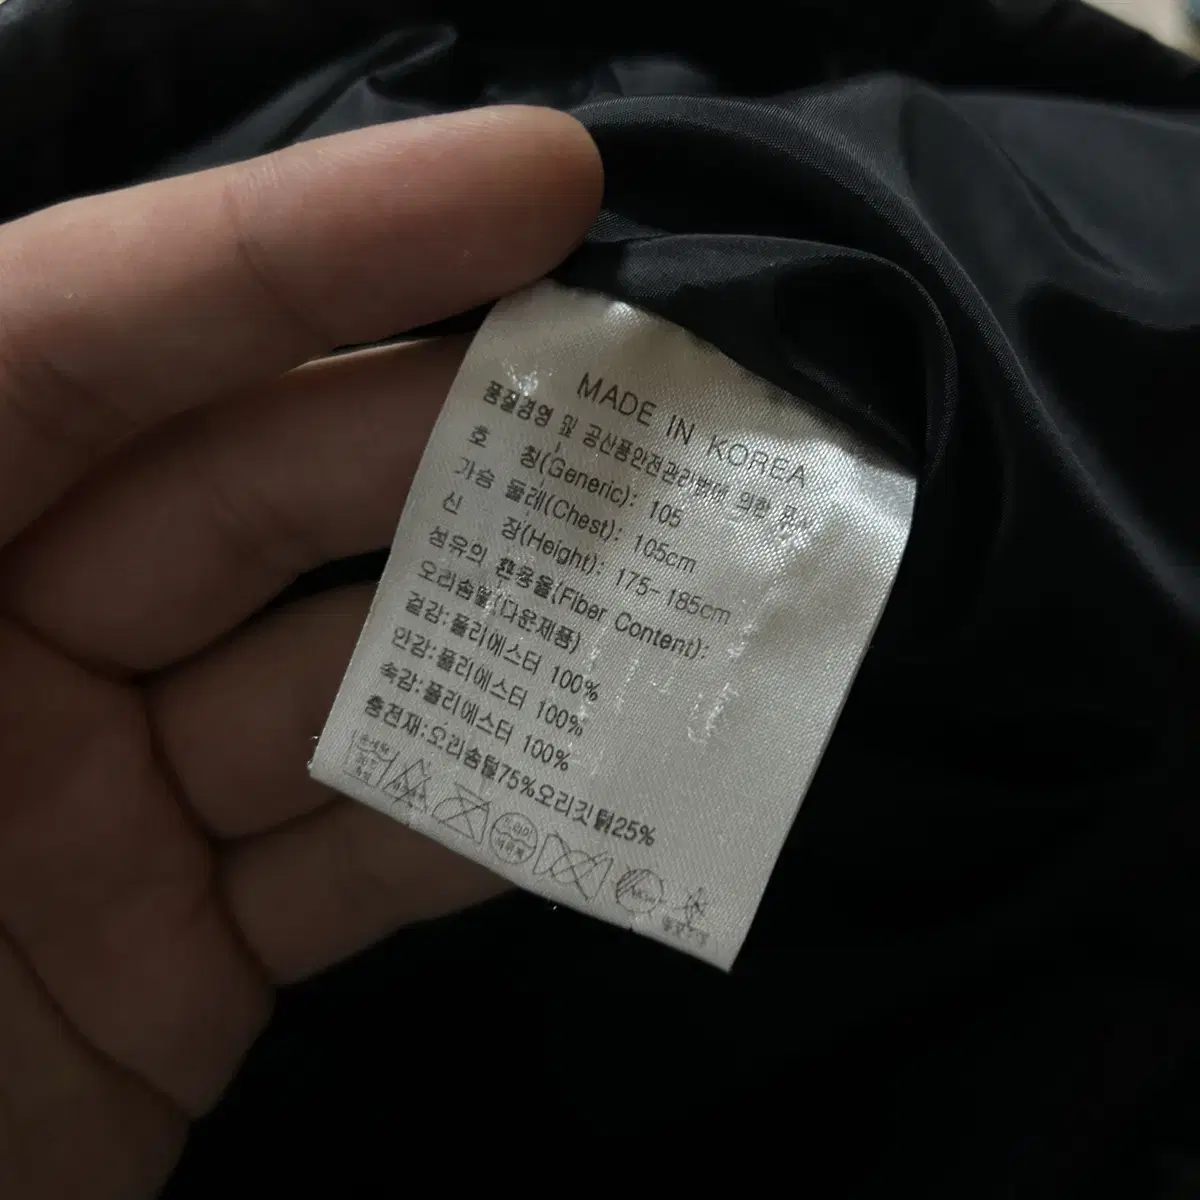 MADE IN KOREA
품질경영 및 공산품안전관리법에 의한
호 칭(Generic): 105
가슴 둘레(Chest): 105cm
신 장(Height): 175-185cm
섬유의 혼용율(Fiber Content):
오리솜털(다운제품)
겉감:폴리에스터 100%
안감:폴리에스터 100%
속감:폴리에스터 100%
충전재:오리솜털75%오리깃털25%
드라이